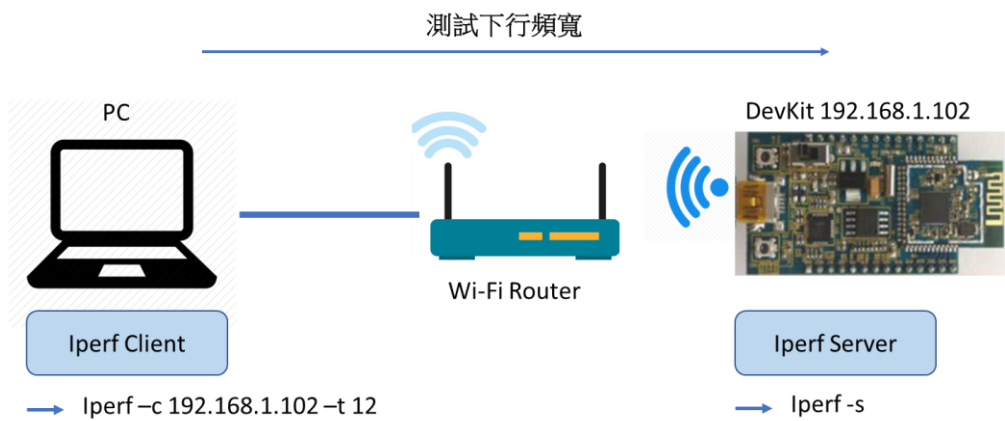 測試下行頻寬
PC
DevKit 192.168.1.102
Wi-Fi Router
Iperf Client
Iperf Server
Iperf –c 192.168.1.102 –t 12
Iperf -s